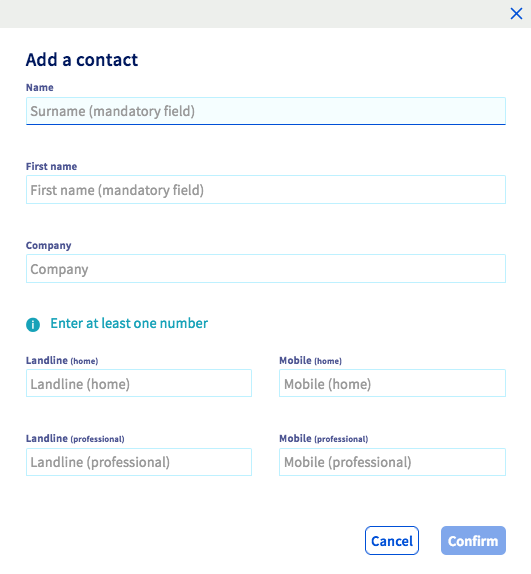 Add a contact
Name
Surname (mandatory field)
First name
First name (mandatory field)
Company
Company
Enter at least one number
Landline (home)
Mobile (home)
Landline (home)
Mobile (home)
Landline (professional)
Mobile (professional)
Landline (professional)
Mobile (professional)
Cancel
Confirm